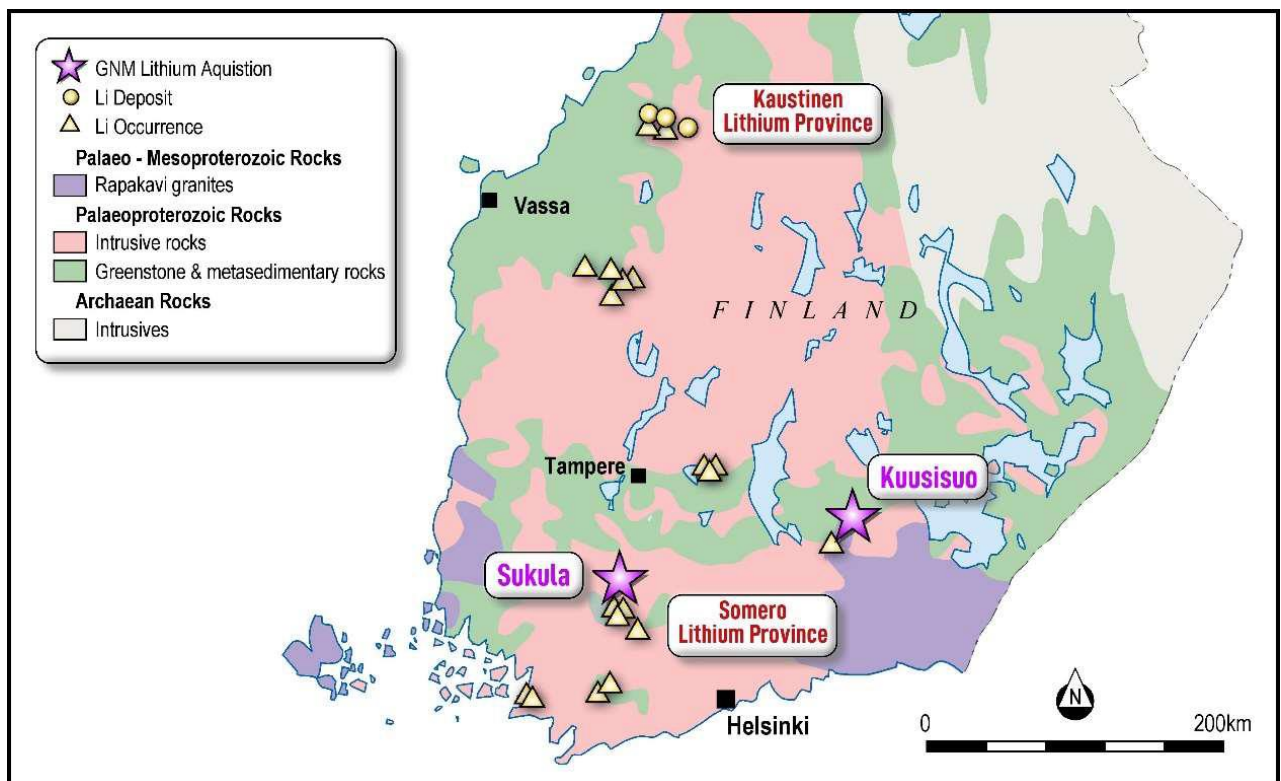 GNM Lithium Aquistion
Li Deposit
Li Occurrence
Palaeo - Mesoproterozoic Rocks
Rapakavi granites
Palaeoproterozoic Rocks
Intrusive rocks
Greenstone & metasedimentary rocks
Archaean Rocks
Intrusives
Kaustinen
Lithium Province
Vassa
FINLAND
Tampere
Kuusisuo
Sukula
Somero
Lithium Province
Helsinki
N
0
200km